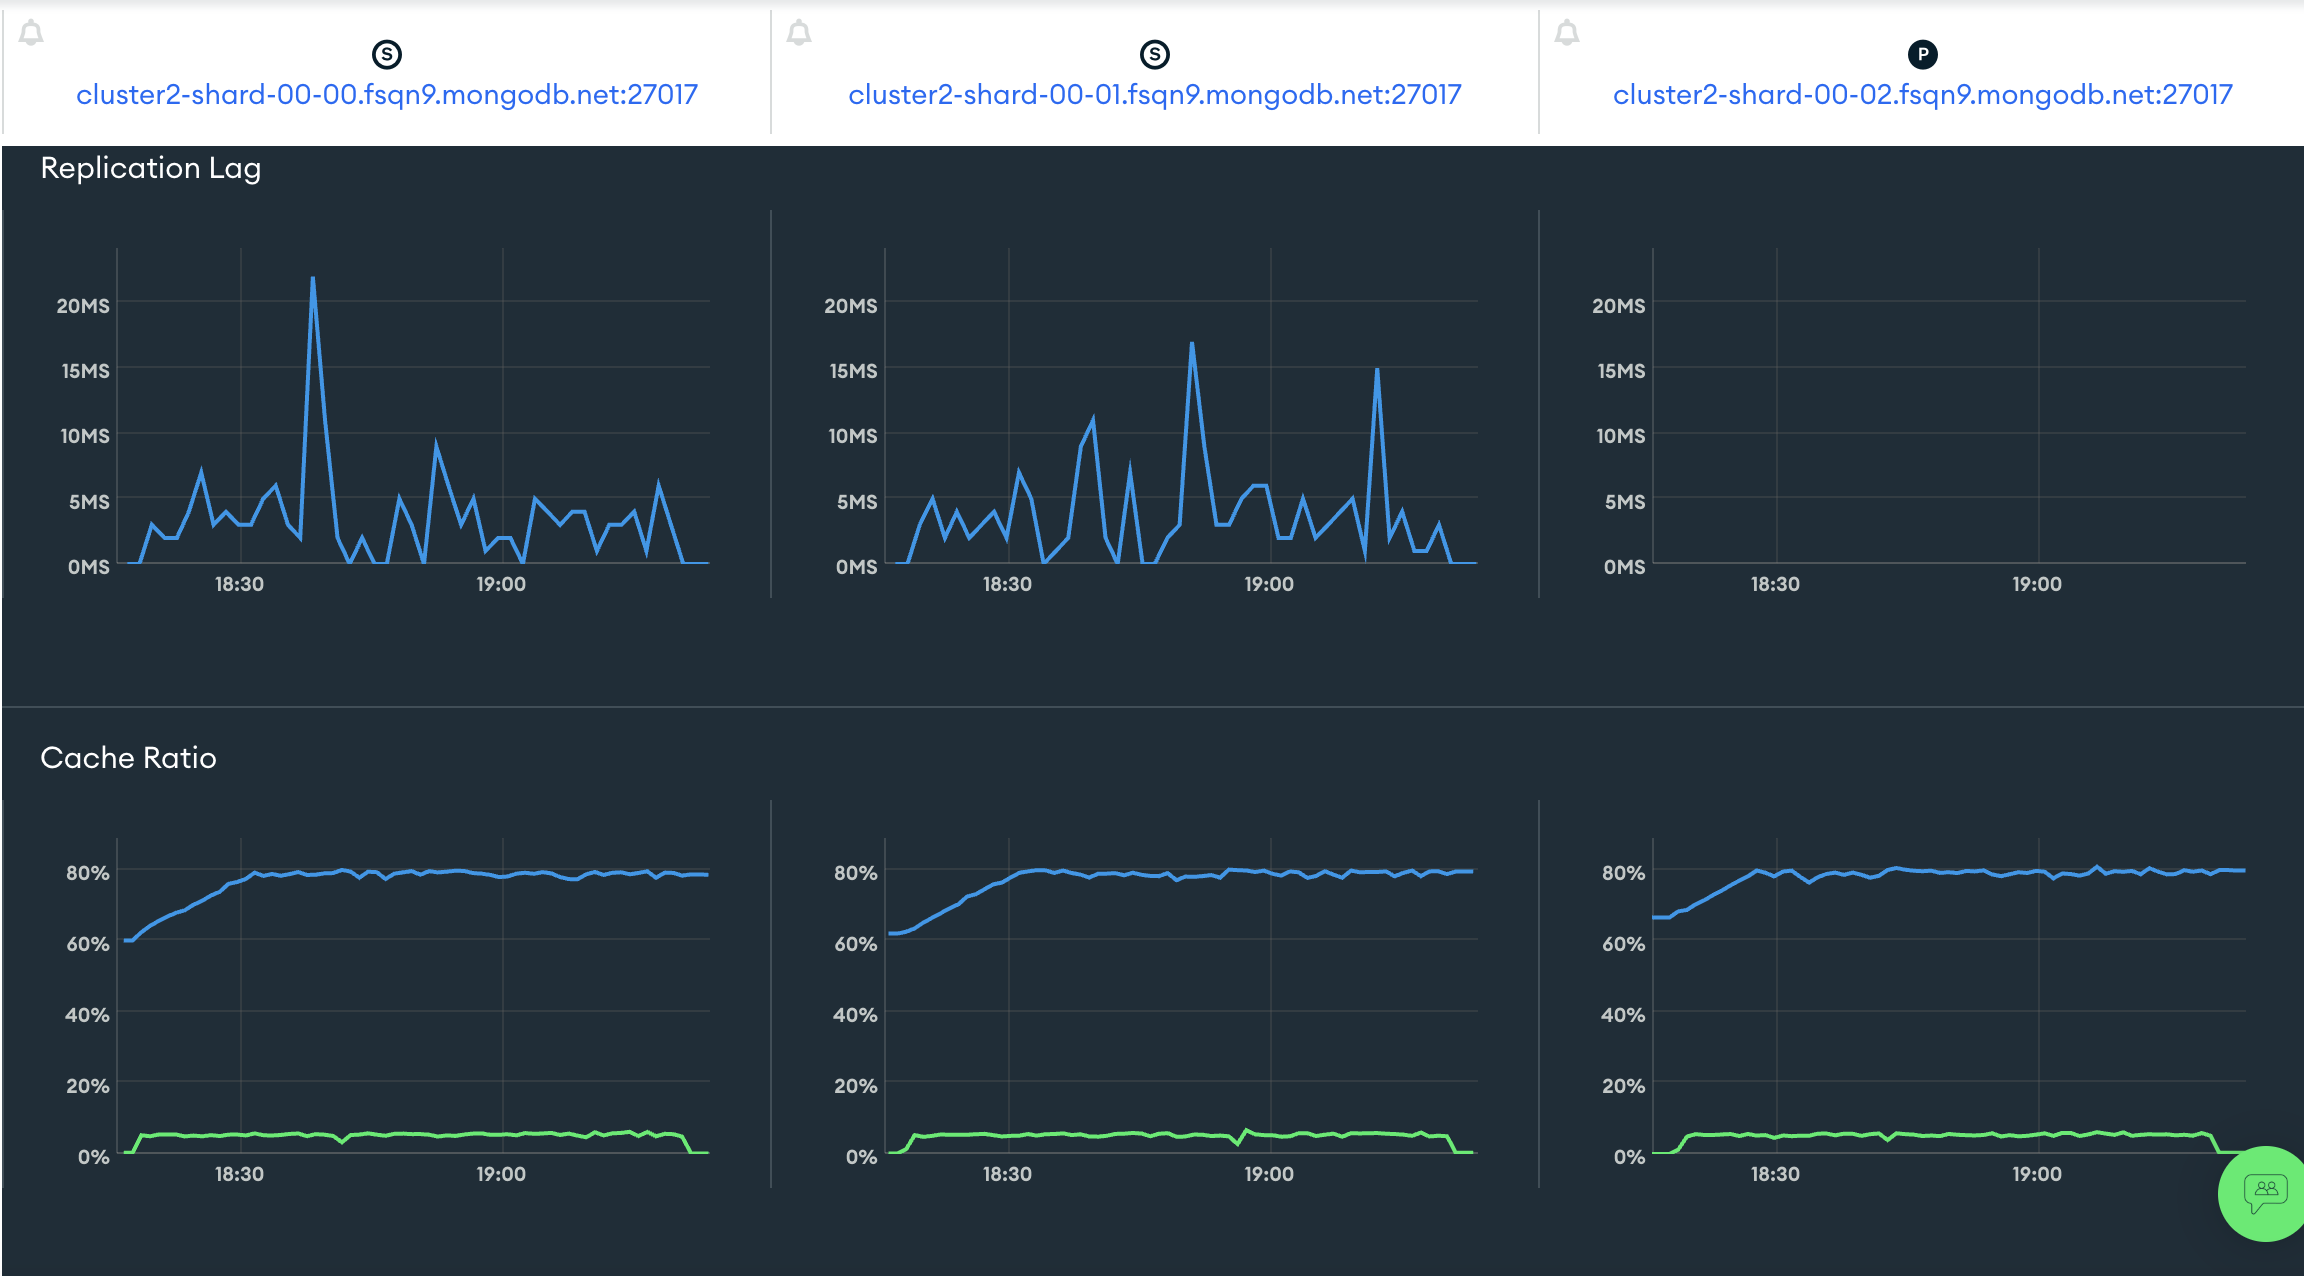 S
S
P
cluster2-shard-00-00.fsqn9.mongodb.net:27017
cluster2-shard-00-01.fsqn9.mongodb.net:27017
cluster2-shard-00-02.fsqn9.mongodb.net:27017
Replication Lag
20MS
15MS
10MS
5MS
0MS
18:30 19:00
20MS
15MS
10MS
5MS
0MS
18:30 19:00
20MS
15MS
10MS
5MS
0MS
18:30 19:00
Cache Ratio
80%
60%
40%
20%
0%
18:30 19:00
80%
60%
40%
20%
0%
18:30 19:00
80%
60%
40%
20%
0%
18:30 19:00